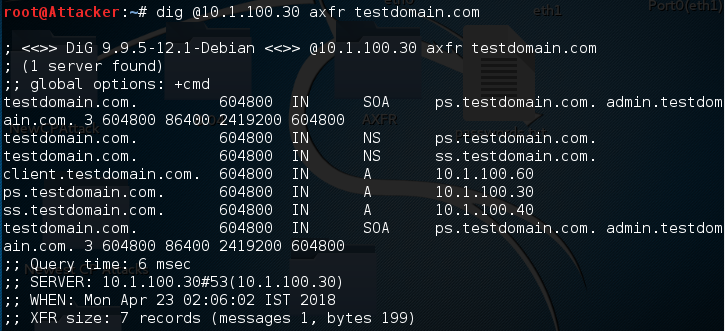 eth0
eth1
Port0(eth1)
root@Attacker:~# dig @10.1.100.30 axfr testdomain.com
; <<>> DiG 9.9.5-12.1-Debian <<>> @10.1.100.30 axfr testdomain.com
; (1 server found)
;; global options: +cmd
testdomain.com. 604800 IN SOA ps.testdomain.com. admin.testdom
ain.com. 3 604800 86400 2419200 604800
testdomain.com. 604800 IN NS ps.testdomain.com.
testdomain.com. 604800 IN NS ss.testdomain.com.
client.testdomain.com. 604800 IN A 10.1.100.60
ps.testdomain.com. 604800 IN A 10.1.100.30
ss.testdomain.com. 604800 IN A 10.1.100.40
testdomain.com. 604800 IN SOA ps.testdomain.com. admin.testdom
ain.com. 3 604800 86400 2419200 604800
;; Query time: 6 msec
;; SERVER: 10.1.100.30#53(10.1.100.30)
;; WHEN: Mon Apr 23 02:06:02 IST 2018
;; XFR size: 7 records (messages 1, bytes 199)
AXFR